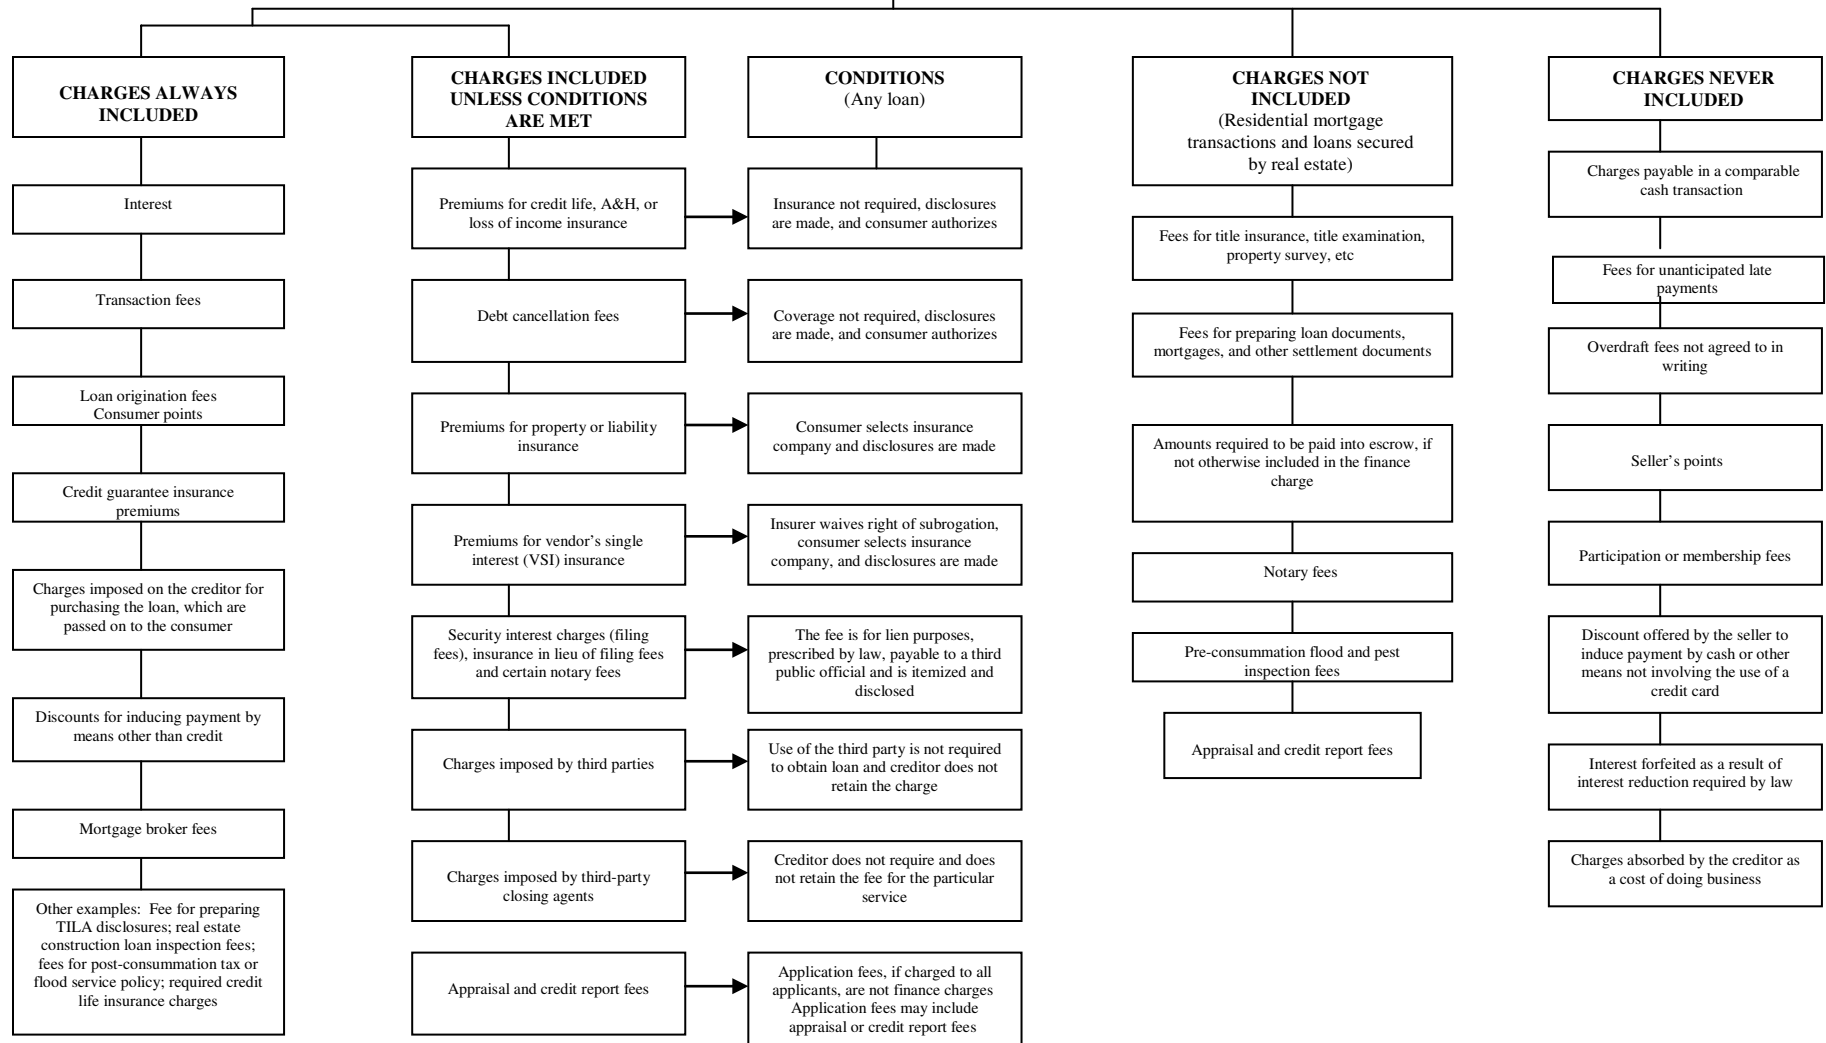 CHARGES ALWAYS
INCLUDED
Interest
Transaction fees
Loan origination fees
Consumer points
Credit guarantee insurance
premiums
Charges imposed on the creditor for
purchasing the loan, which are
passed on to the consumer
Discounts for inducing payment by
means other than credit
Mortgage broker fees
Other examples: Fee for preparing
TILA disclosures; real estate
construction loan inspection fees;
fees for post-consummation tax or
flood service policy; required credit
life insurance charges
CHARGES INCLUDED
UNLESS CONDITIONS
ARE MET
CONDITIONS
(Any loan)
Premiums for credit life, A&H, or
loss of income insurance
Insurance not required, disclosures
are made, and consumer authorizes
Debt cancellation fees
Coverage not required, disclosures
are made, and consumer authorizes
Premiums for property or liability
insurance
Consumer selects insurance
company and disclosures are made
Premiums for vendor’s single
interest (VSI) insurance
Insurer waives right of subrogation,
consumer selects insurance
company, and disclosures are made
Security interest charges (filing
fees), insurance in lieu of filing fees
and certain notary fees
The fee is for lien purposes,
prescribed by law, payable to a third
public official and is itemized and
disclosed
Charges imposed by third parties
Use of the third party is not required
to obtain loan and creditor does not
retain the charge
Charges imposed by third-party
closing agents
Creditor does not require and does
not retain the fee for the particular
service
Appraisal and credit report fees
Application fees, if charged to all
applicants, are not finance charges
Application fees may include
appraisal or credit report fees
CHARGES NOT
INCLUDED
(Residential mortgage
transactions and loans secured
by real estate)
Fees for title insurance, title examination,
property survey, etc
Fees for preparing loan documents,
mortgages, and other settlement documents
Amounts required to be paid into escrow, if
not otherwise included in the finance
charge
Notary fees
Pre-consummation flood and pest
inspection fees
Appraisal and credit report fees
CHARGES NEVER
INCLUDED
Charges payable in a comparable
cash transaction
Fees for unanticipated late
payments
Overdraft fees not agreed to in
writing
Seller’s points
Participation or membership fees
Discount offered by the seller to
induce payment by cash or other
means not involving the use of a
credit card
Interest forfeited as a result of
interest reduction required by law
Charges absorbed by the creditor as
a cost of doing business